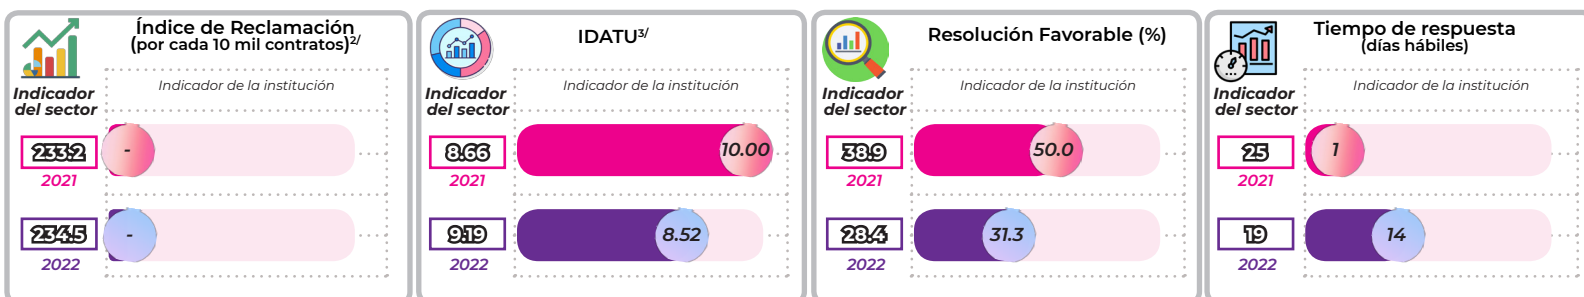 Índice de Reclamación
(por cada 10 mil contratos)2/
Indicador de la institución
Indicador
del sector
233.2
-
2021
234.5
-
2022
IDATU3/
Indicador de la institución
Indicador
del sector
8.66
10.00
2021
9.19
8.52
2022
Resolución Favorable (%)
Indicador de la institución
Indicador
del sector
38.9
50.0
2021
28.4
31.3
2022
Tiempo de respuesta
(días hábiles)
Indicador de la institución
Indicador
del sector
25
1
2021
19
14
2022